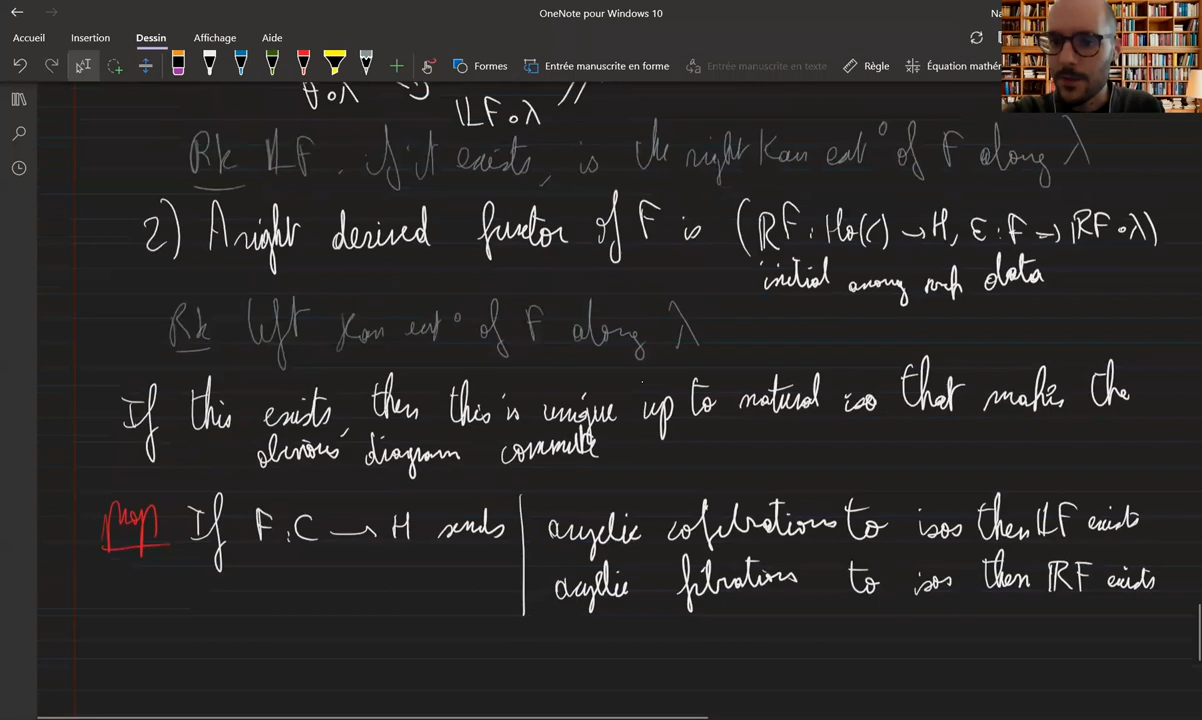 OneNote pour Windows 10
Accueil Insertion Dessin Affichage Aide
Formes Entrée manuscrite en forme Entrée manuscrite en texte Règle Équation mathé
F∘λ
𝕃F∘λ
Rk 𝕃F, if it exists, is the right Kan ext° of F along λ
2) A right derived functor of F is (ℝF : Ho(C) → H, ε : F → ℝF∘λ)
initial among such data
Rk left Kan ext° of F along λ
If this exists, then this is unique up to natural iso that makes the
obvious diagram commute
Prop If F : C → H sends
acyclic cofibrations to isos then 𝕃F exists
acyclic fibrations to isos then ℝF exists